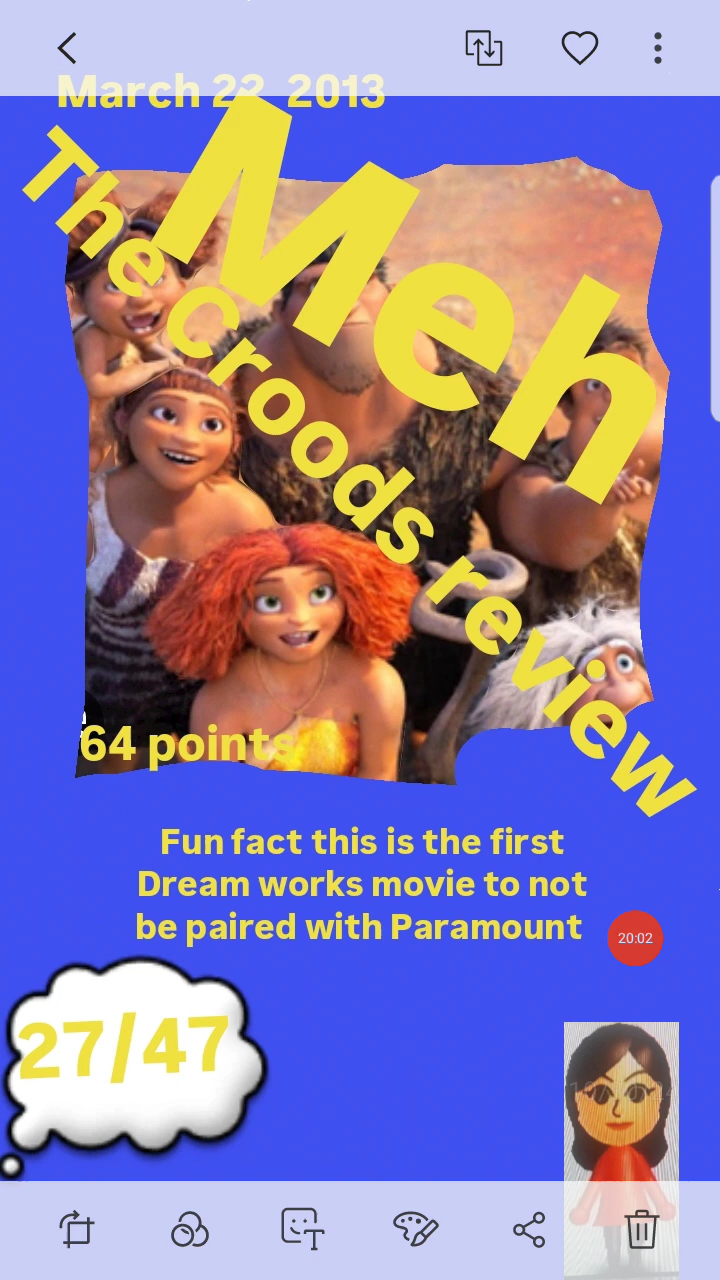 March 22, 2013
Meh
The croods review
64 points
Fun fact this is the first
Dream works movie to not
be paired with Paramount
20:02
27/47